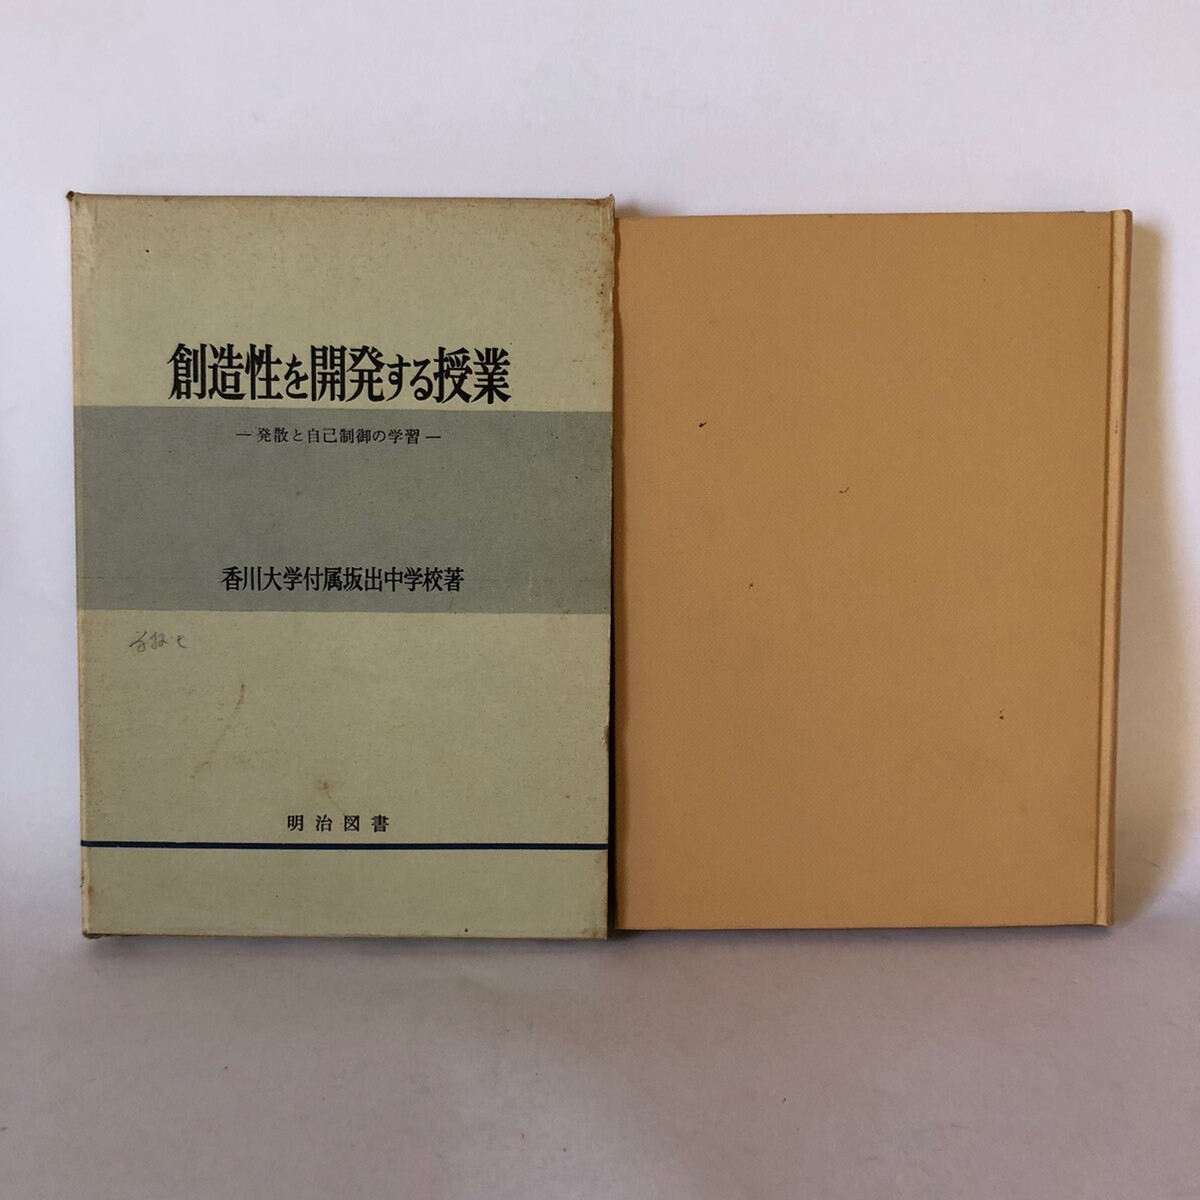 創造性を開発する授業
―発散と自己制御の学習―
香川大学付属坂出中学校著
明治図書